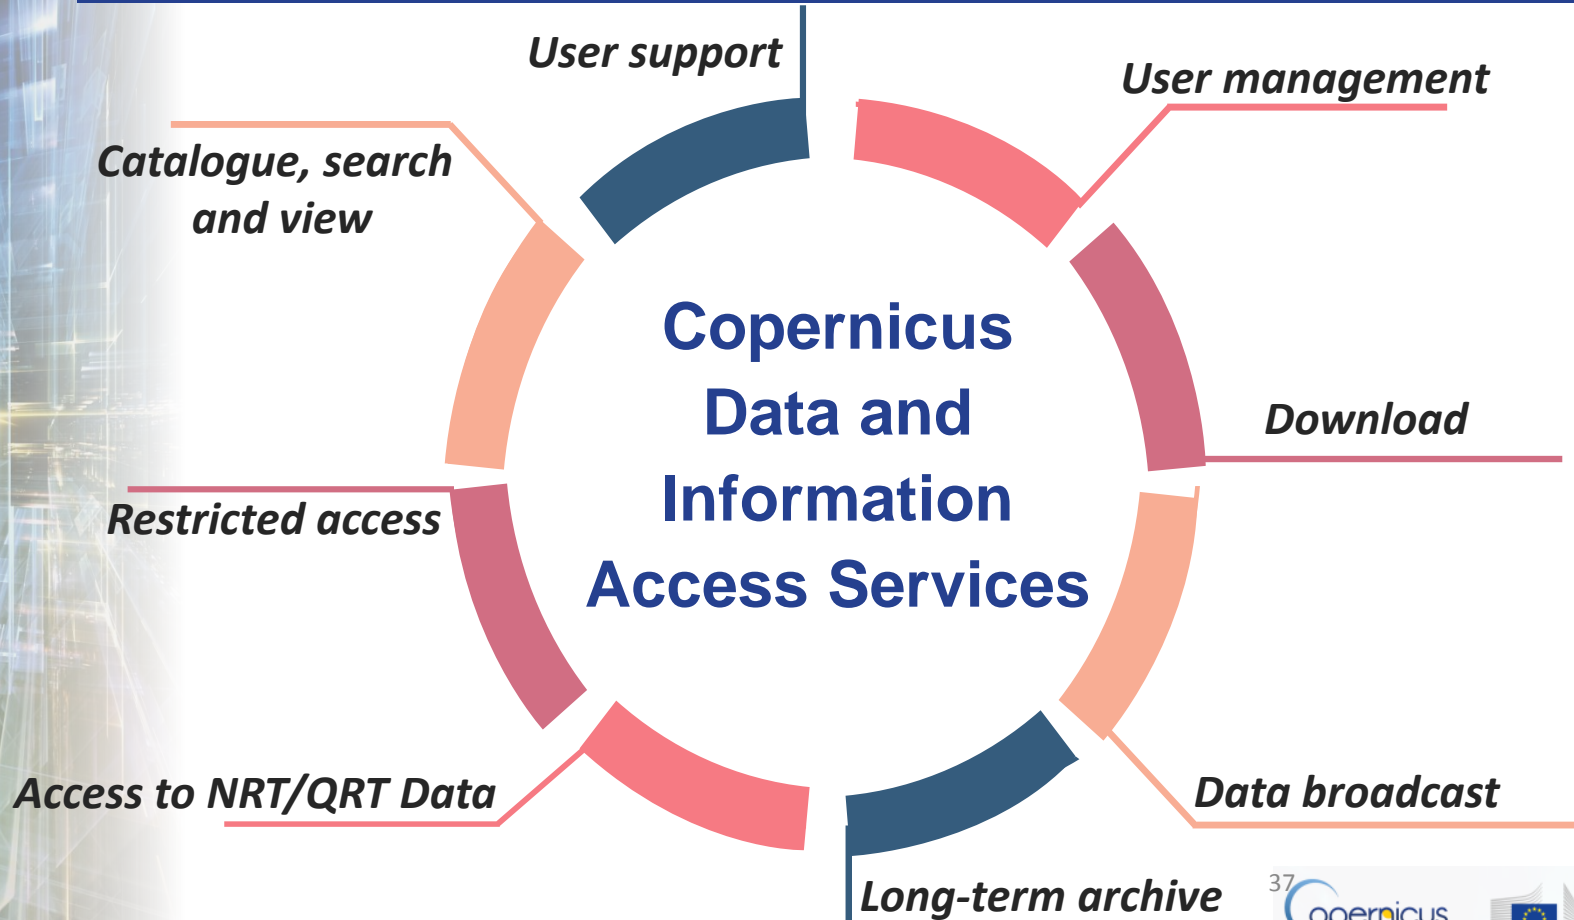 User support
User management
Catalogue, search
and view
Copernicus
Data and
Information
Access Services
Download
Restricted access
Access to NRT/QRT Data
Data broadcast
Long-term archive
37
opernicus